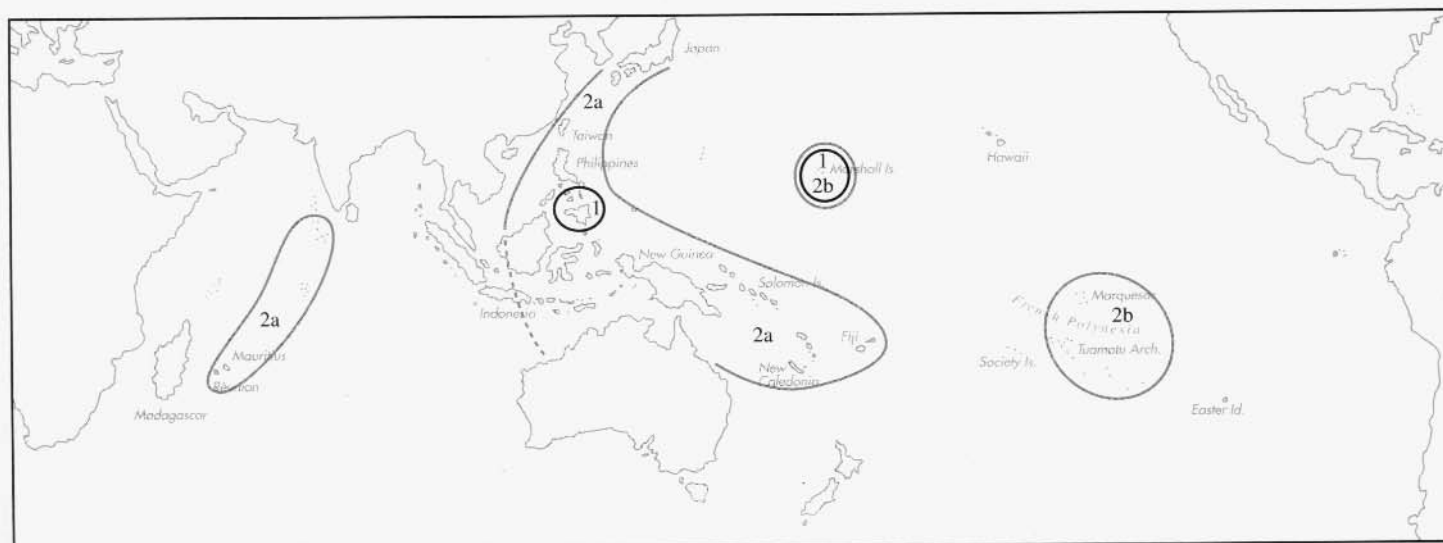 Japan
2a
Taiwan
Philippines
1
1
Marshall Is
2b
Hawaii
New Guinea
Solomon Is.
Indonesia
2a
2a
Fiji
New
Caledonia
Mauritius
Réunion
Madagascar
Marquesas
2b
French Polynesia
Tuamotu Arch.
Society Is.
Easter Id.